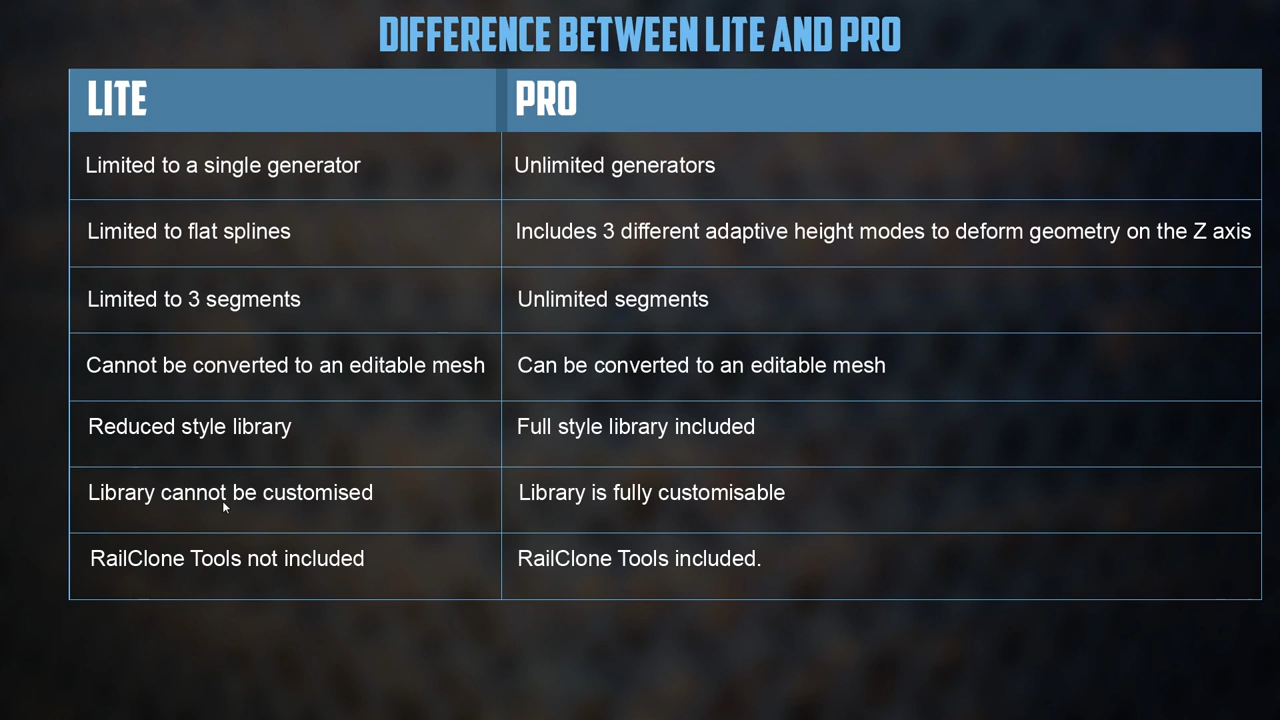 DIFFERENCE BETWEEN LITE AND PRO
LITE
PRO
Limited to a single generator
Unlimited generators
Limited to flat splines
Includes 3 different adaptive height modes to deform geometry on the Z axis
Limited to 3 segments
Unlimited segments
Cannot be converted to an editable mesh
Can be converted to an editable mesh
Reduced style library
Full style library included
Library cannot be customised
Library is fully customisable
RailClone Tools not included
RailClone Tools included.